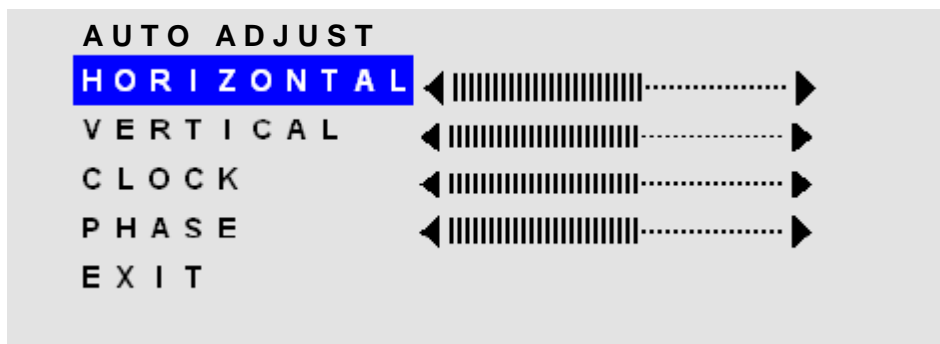 AUTO ADJUST
HORIZONTAL
VERTICAL
CLOCK
PHASE
EXIT